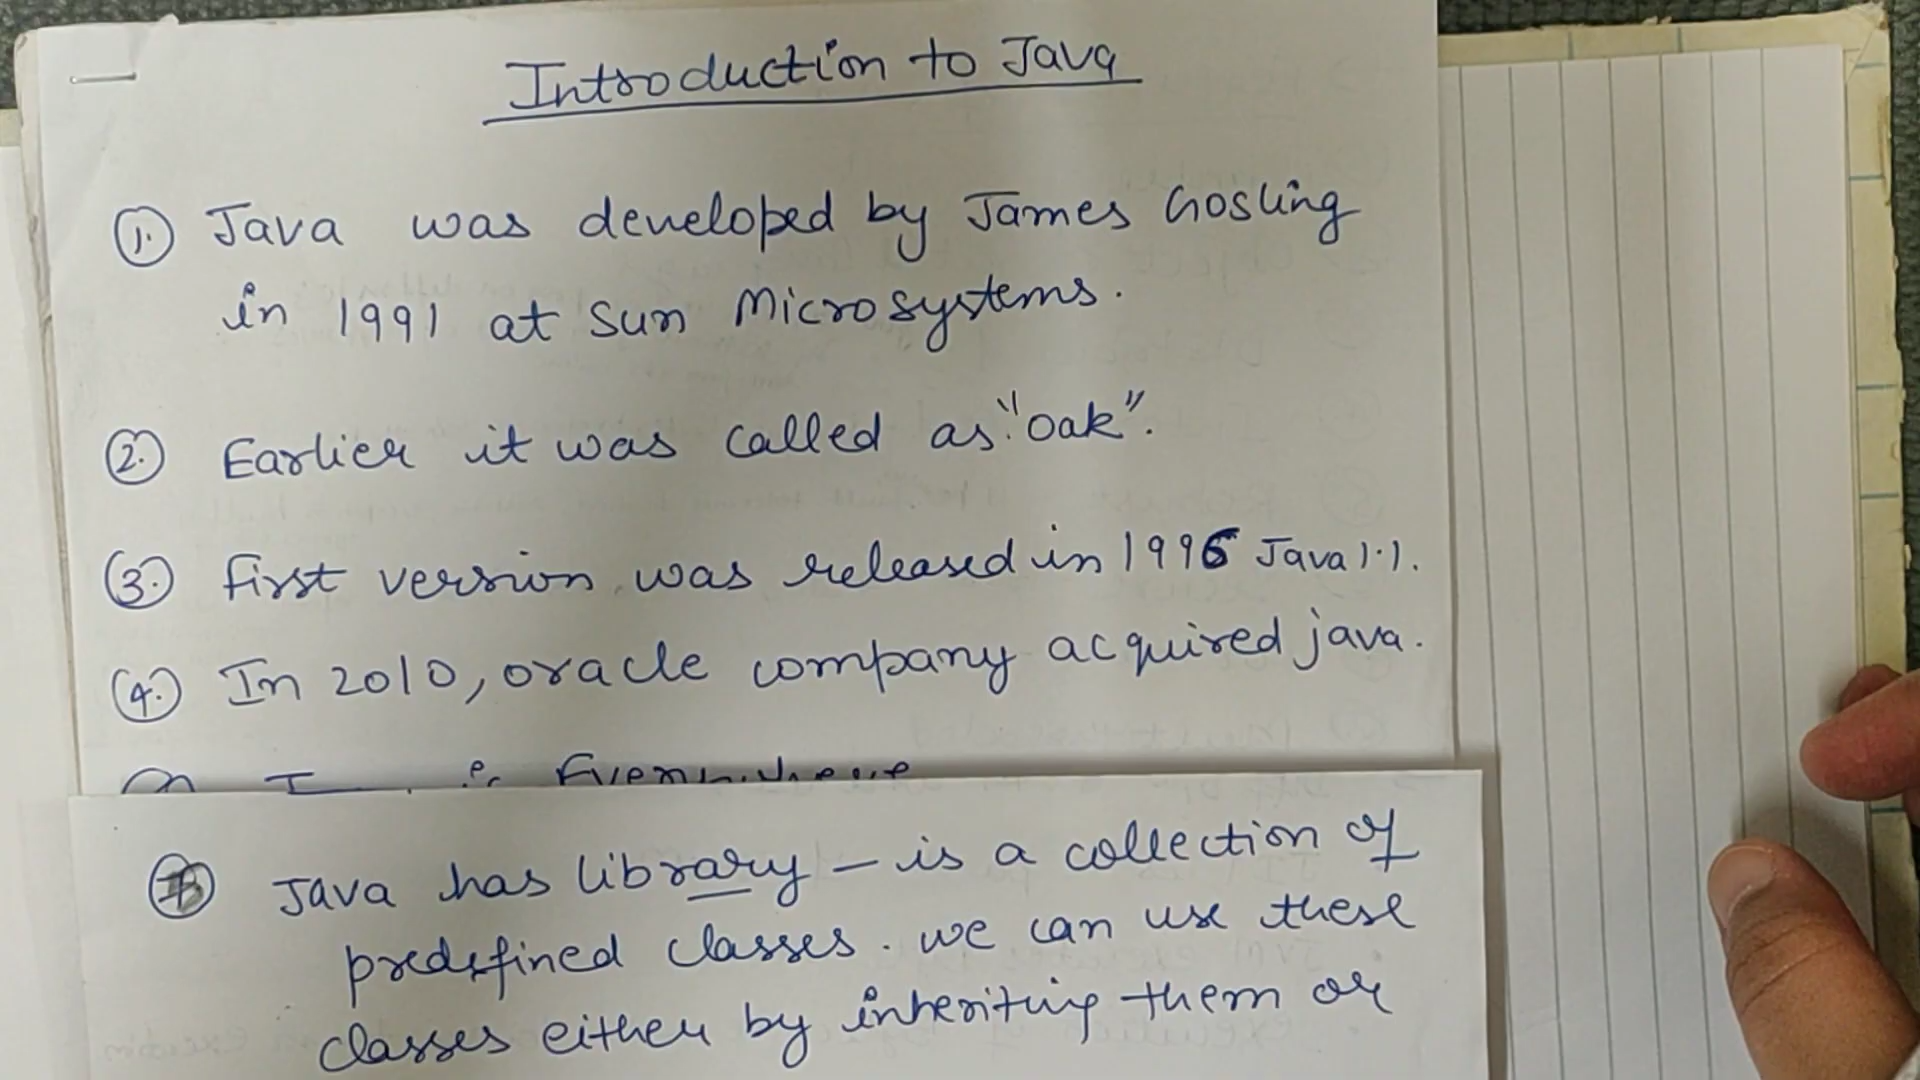 Introduction to Java
1. Java was developed by James Gosling
in 1991 at Sun Microsystems.
2. Earlier it was called as "Oak".
3. First version was released in 1996 Java 1.1.
4. In 2010, oracle company acquired java.
is Everywhere
Java has library – is a collection of
predefined classes. we can use these
classes either by inheriting them or